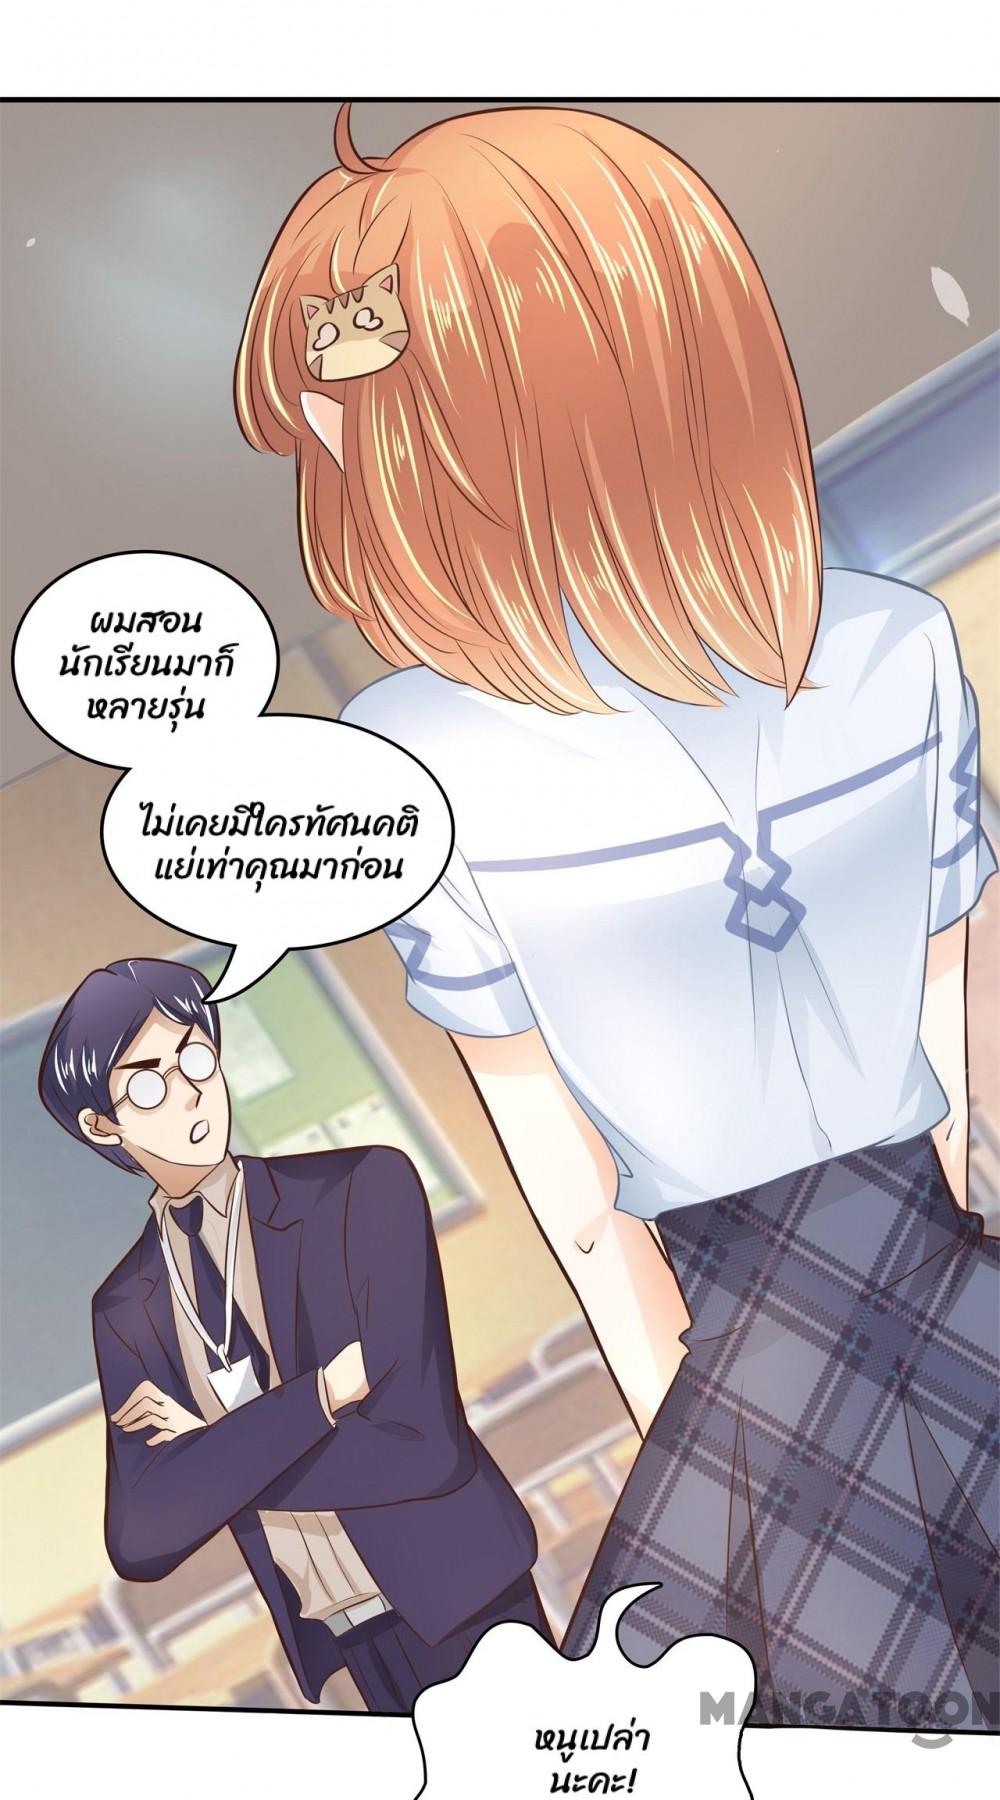 ผมสอน
นักเรียนมาก็
หลายรุ่น
ไม่เคยมีใครทัศนคติ
แย่เท่าคุณมาก่อน
MANGATOON
หนูเปล่า
นะคะ!